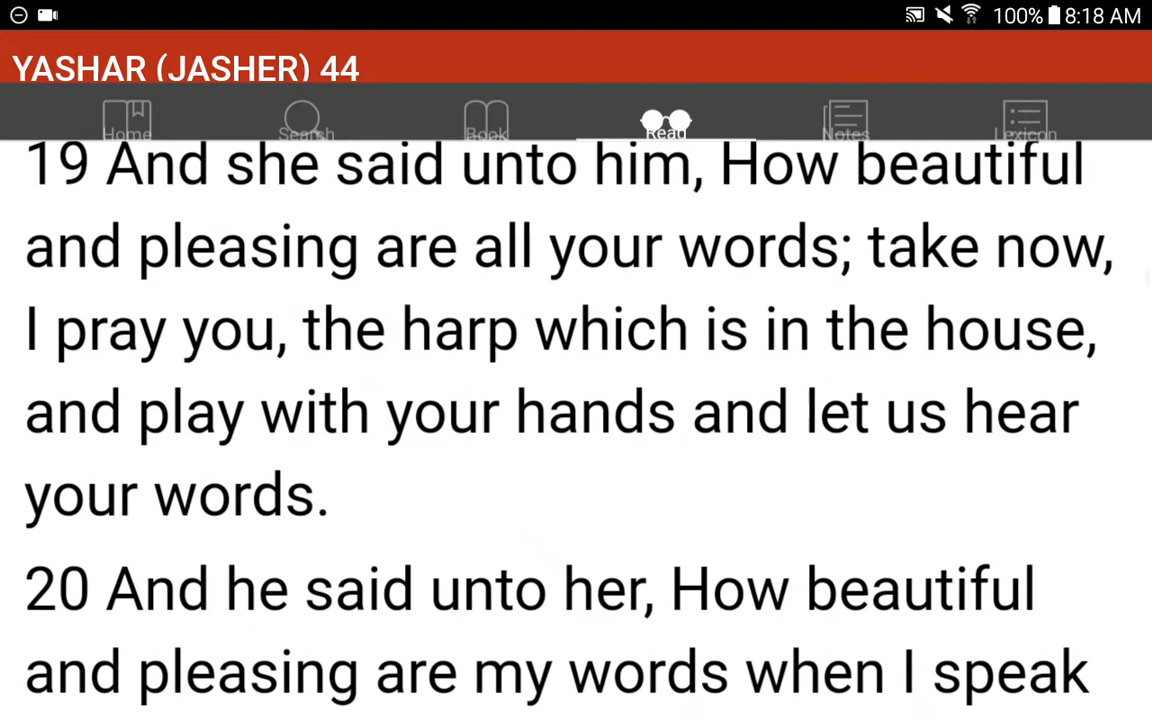 100% 8:18 AM
YASHAR (JASHER) 44
Home Search Book Read Notes Lexicon
19 And she said unto him, How beautiful
and pleasing are all your words; take now,
I pray you, the harp which is in the house,
and play with your hands and let us hear
your words.
20 And he said unto her, How beautiful
and pleasing are my words when I speak